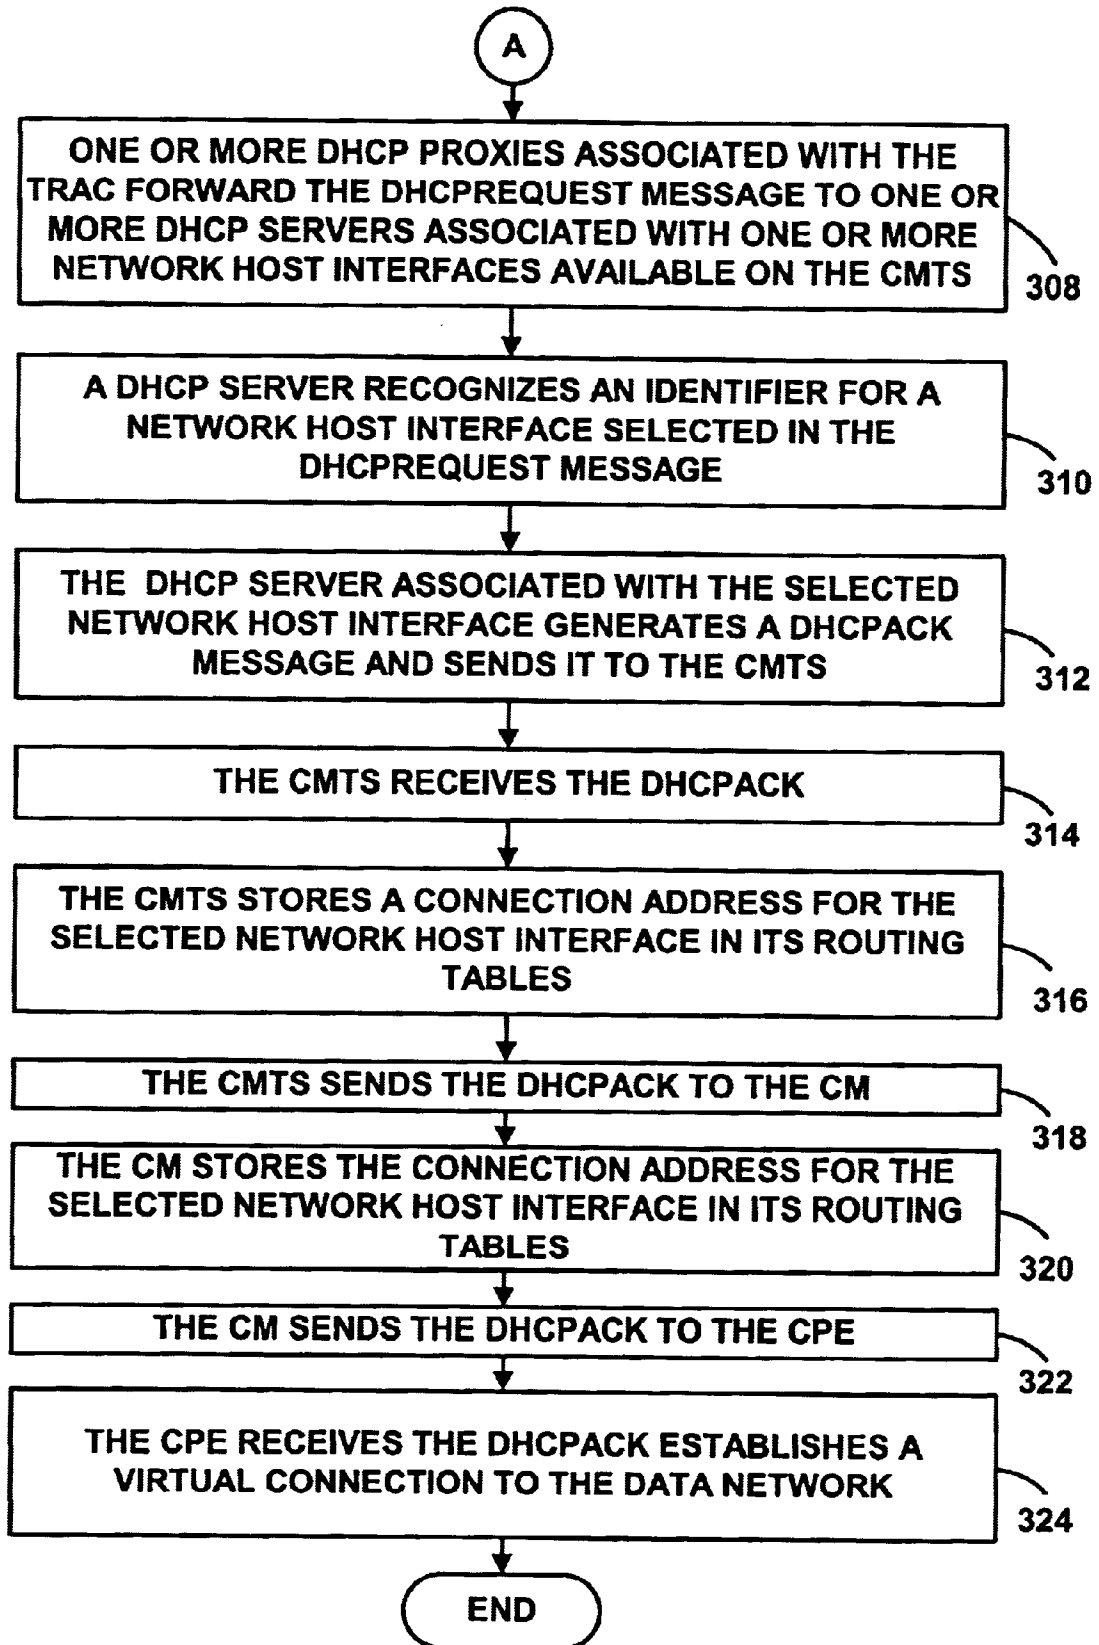 A
ONE OR MORE DHCP PROXIES ASSOCIATED WITH THE
TRAC FORWARD THE DHCPREQUEST MESSAGE TO ONE OR
MORE DHCP SERVERS ASSOCIATED WITH ONE OR MORE
NETWORK HOST INTERFACES AVAILABLE ON THE CMTS
308
A DHCP SERVER RECOGNIZES AN IDENTIFIER FOR A
NETWORK HOST INTERFACE SELECTED IN THE
DHCPREQUEST MESSAGE
310
THE DHCP SERVER ASSOCIATED WITH THE SELECTED
NETWORK HOST INTERFACE GENERATES A DHCPACK
MESSAGE AND SENDS IT TO THE CMTS
312
THE CMTS RECEIVES THE DHCPACK
314
THE CMTS STORES A CONNECTION ADDRESS FOR THE
SELECTED NETWORK HOST INTERFACE IN ITS ROUTING
TABLES
316
THE CMTS SENDS THE DHCPACK TO THE CM
318
THE CM STORES THE CONNECTION ADDRESS FOR THE
SELECTED NETWORK HOST INTERFACE IN ITS ROUTING
TABLES
320
THE CM SENDS THE DHCPACK TO THE CPE
322
THE CPE RECEIVES THE DHCPACK ESTABLISHES A
VIRTUAL CONNECTION TO THE DATA NETWORK
324
END